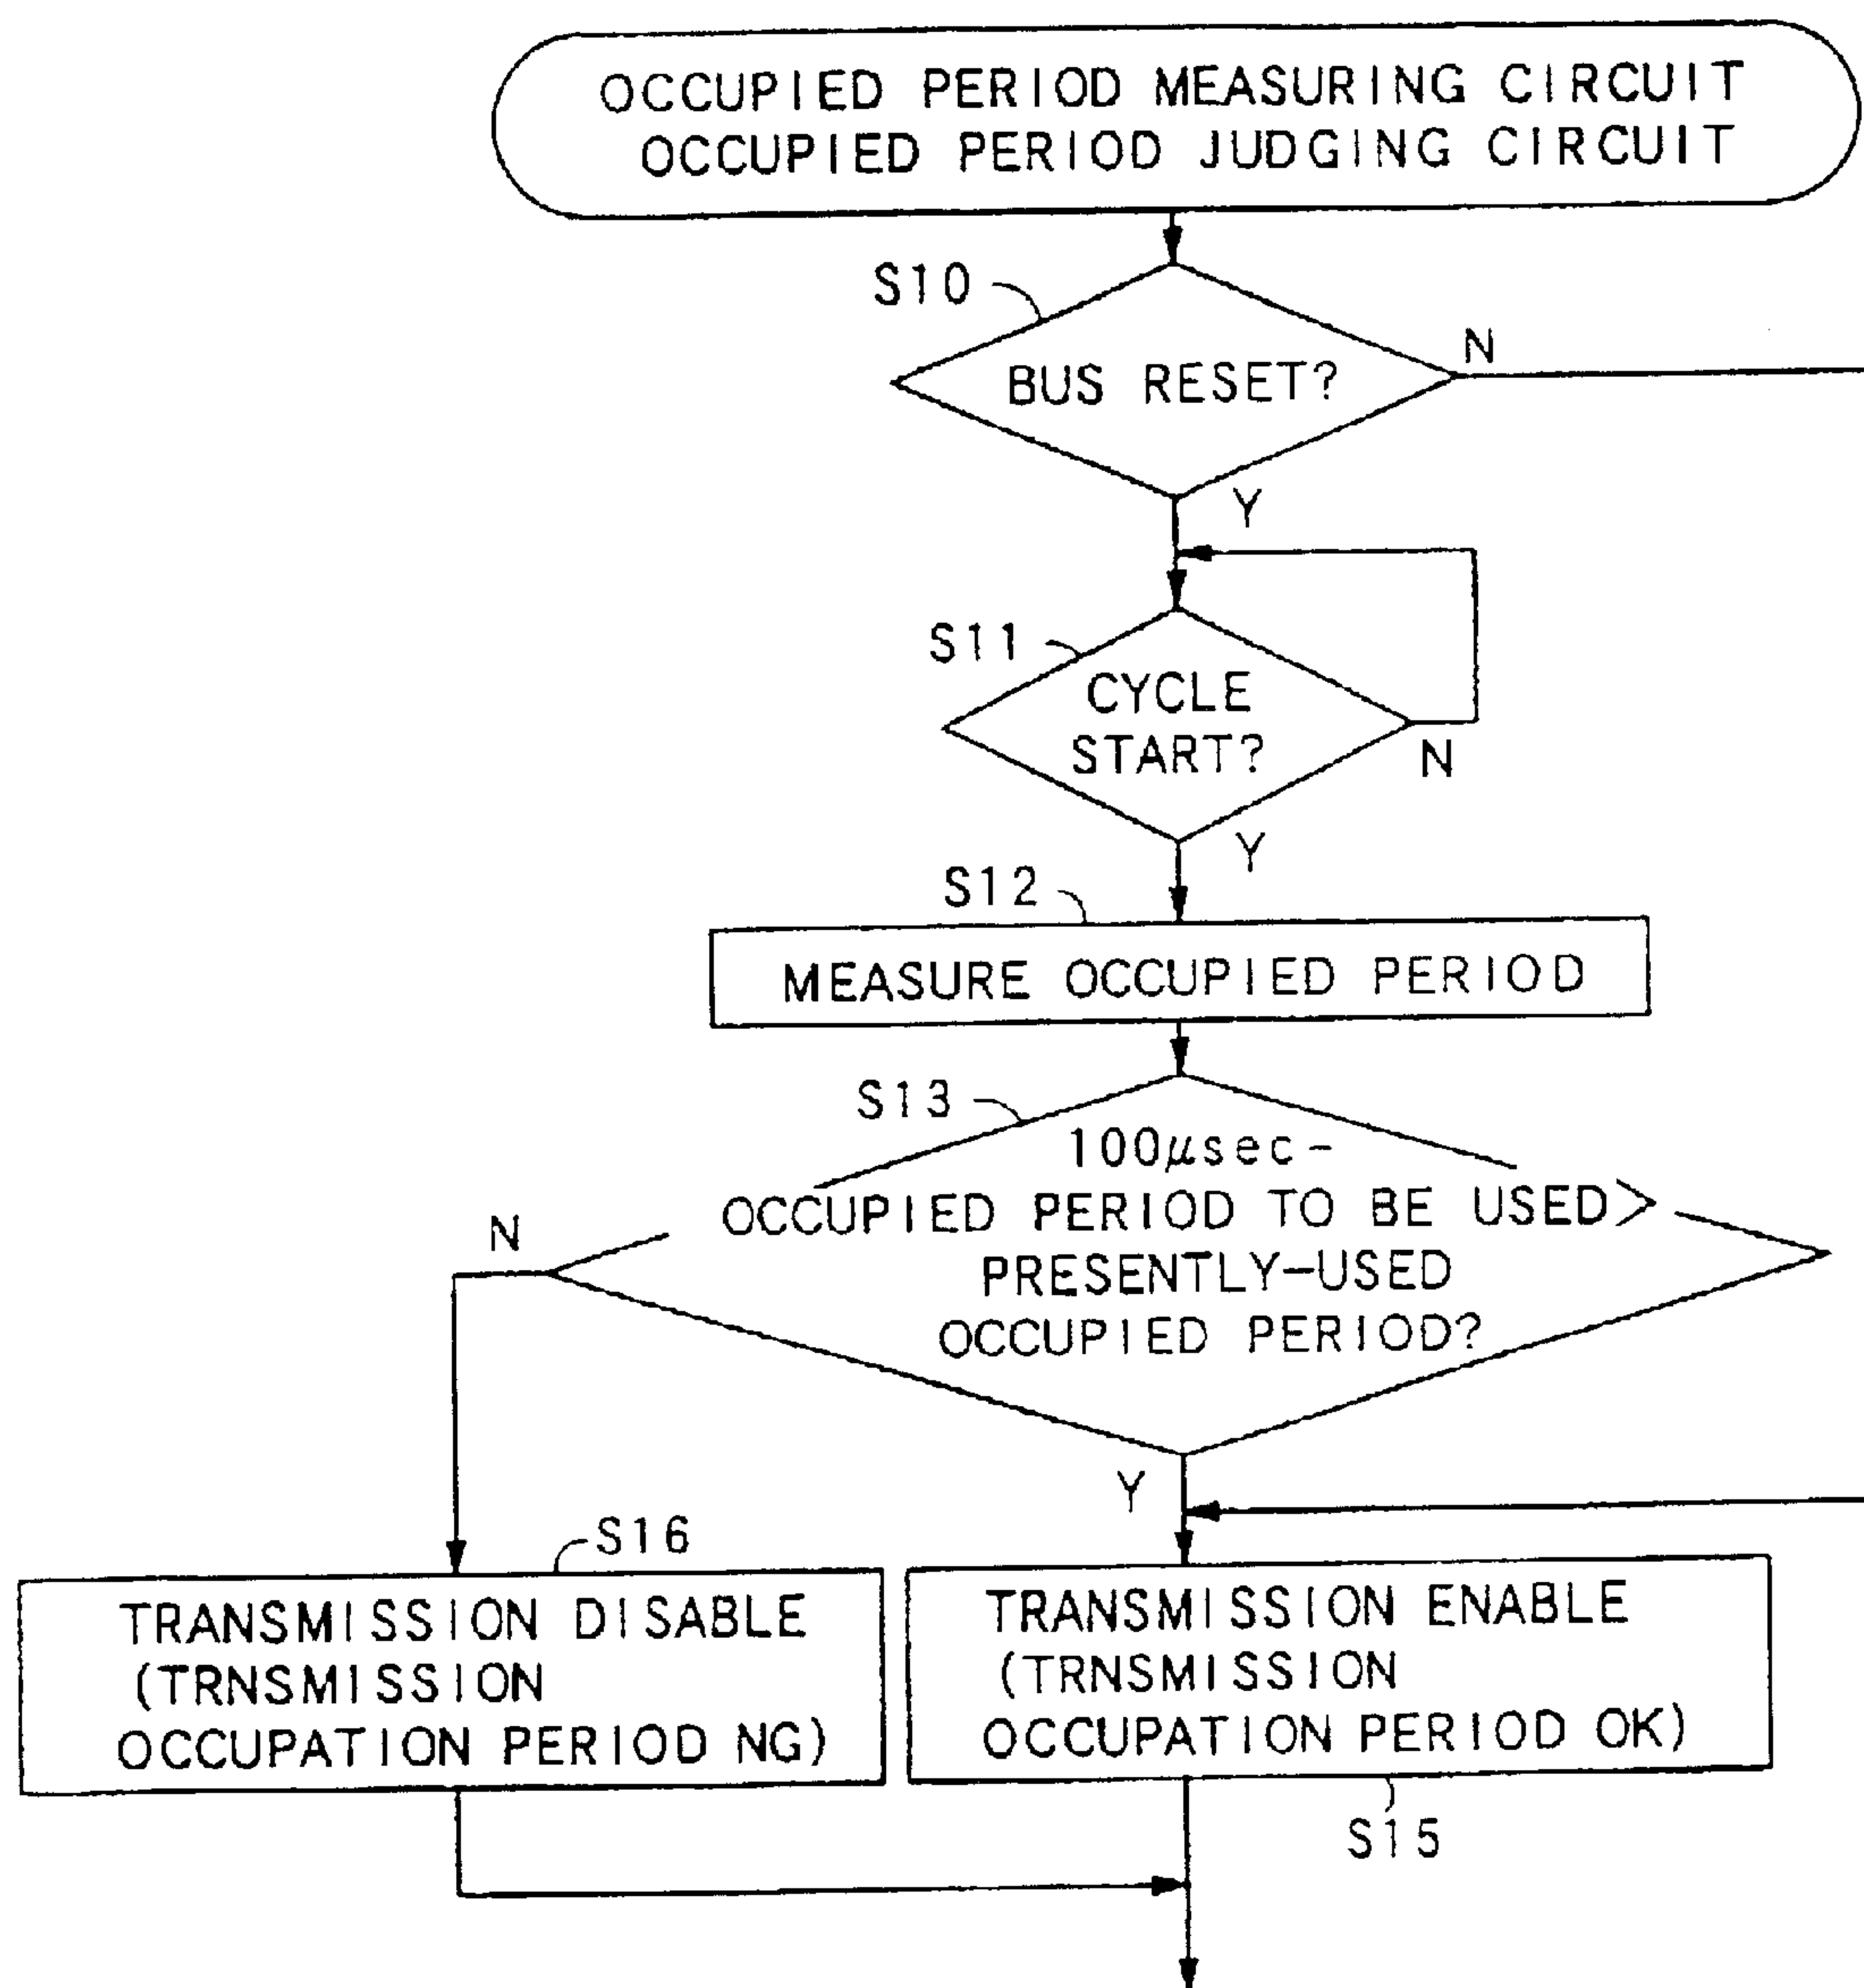 OCCUPIED PERIOD MEASURING CIRCUIT
OCCUPIED PERIOD JUDGING CIRCUIT
S10
N
BUS RESET?
Y
S11
CYCLE
START?
N
Y
S12
MEASURE OCCUPIED PERIOD
S13
100μsec-
OCCUPIED PERIOD TO BE USED>
PRESENTLY-USED
OCCUPIED PERIOD?
N
Y
S16
TRANSMISSION DISABLE
(TRNSMISSION
OCCUPATION PERIOD NG)
TRANSMISSION ENABLE
(TRNSMISSION
OCCUPATION PERIOD OK)
S15